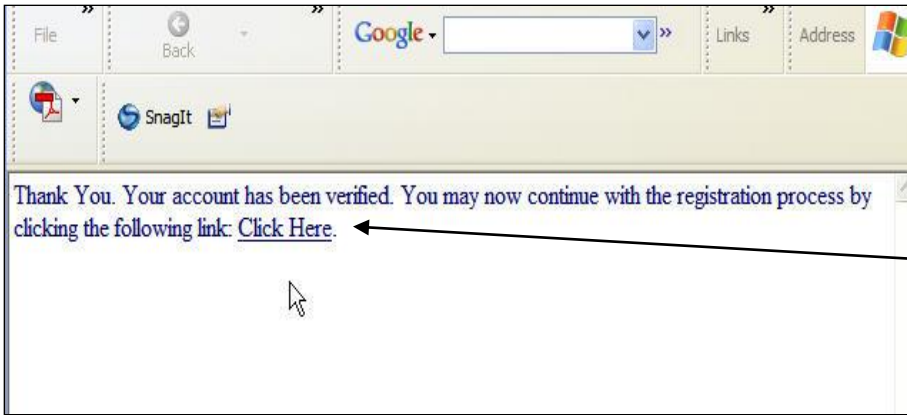 File
Back
Google
Links
Address
SnagIt
Thank You. Your account has been verified. You may now continue with the registration process by
clicking the following link: Click Here.